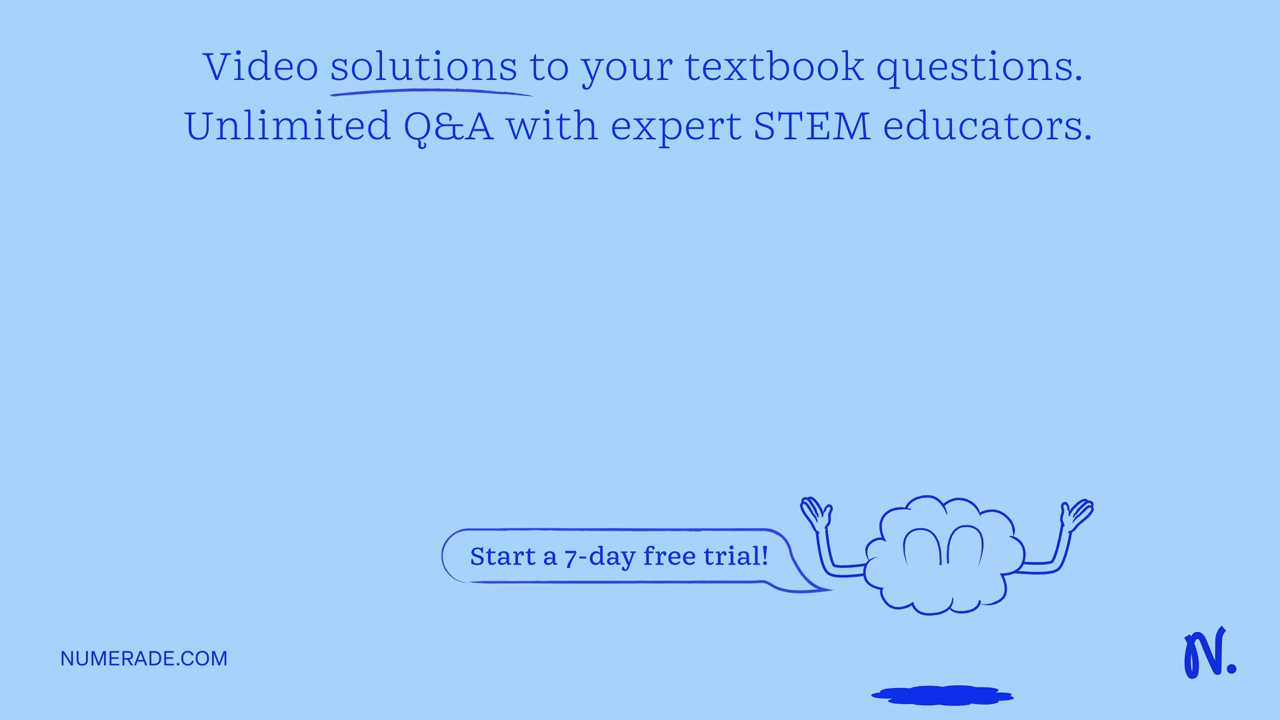 Video solutions to your textbook questions.
Unlimited Q&A with expert STEM educators.
Start a 7-day free trial!
NUMERADE.COM
N.